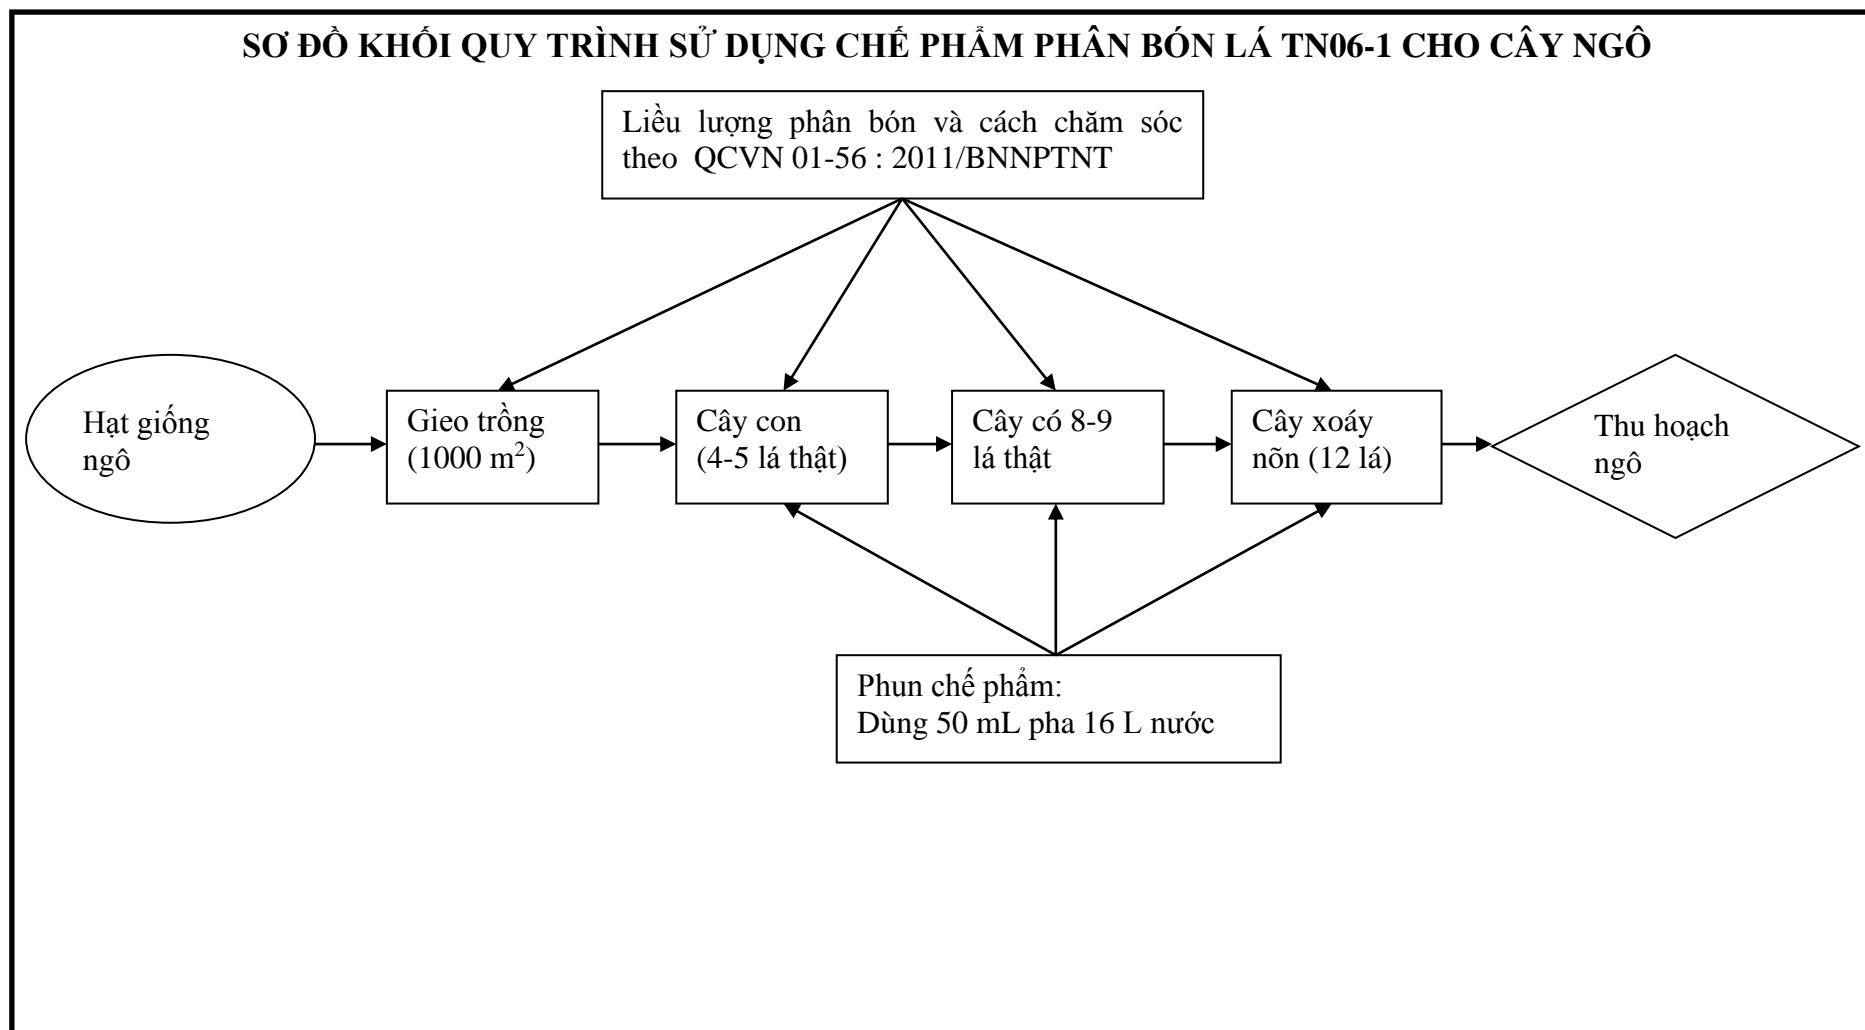 SƠ ĐỒ KHỐI QUY TRÌNH SỬ DỤNG CHẾ PHẨM PHÂN BÓN LÁ TN06-1 CHO CÂY NGÔ
Liều lượng phân bón và cách chăm sóc
theo QCVN 01-56 : 2011/BNNPTNT
Hạt giống
ngô
Gieo trồng
(1000 m²)
Cây con
(4-5 lá thật)
Cây có 8-9
lá thật
Cây xoáy
nõn (12 lá)
Thu hoạch
ngô
Phun chế phẩm:
Dùng 50 mL pha 16 L nước